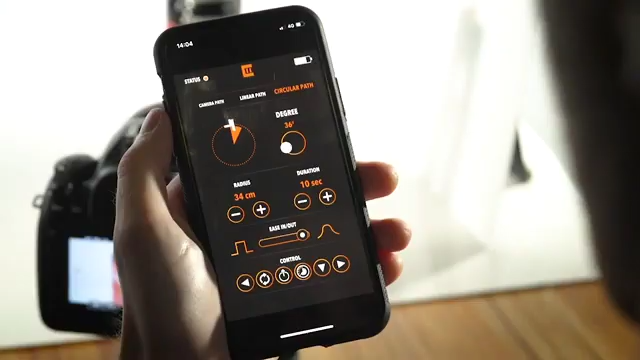 14:04
4G
STATUS
CAMERA PATH
LINEAR PATH
CIRCULAR PATH
DEGREE
36°
RADIUS
DURATION
34 cm
10 sec
EASE IN/OUT
CONTROL